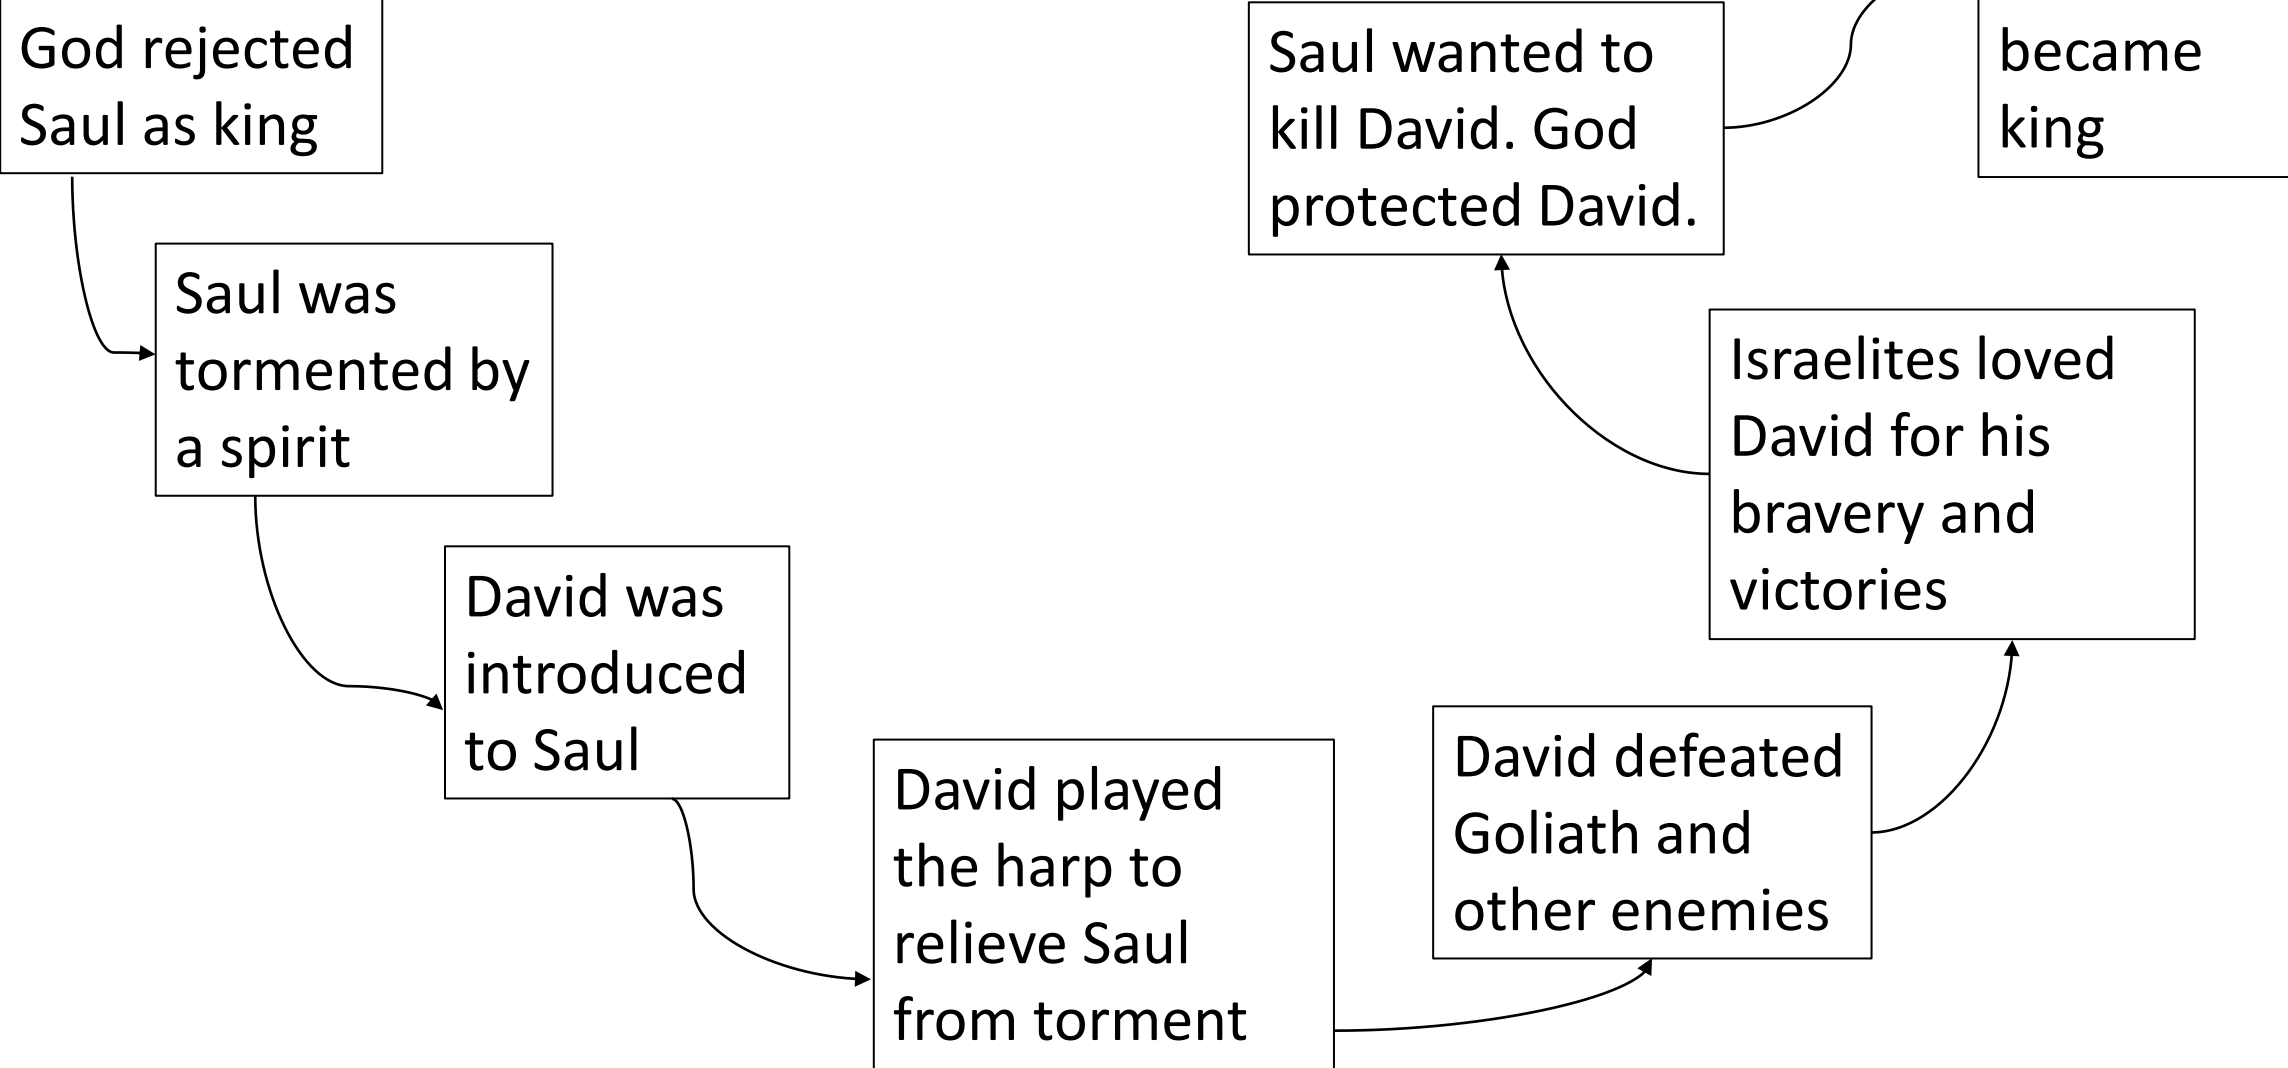 God rejected
Saul as king
Saul was
tormented by
a spirit
David was
introduced
to Saul
David played
the harp to
relieve Saul
from torment
David defeated
Goliath and
other enemies
Israelites loved
David for his
bravery and
victories
Saul wanted to
kill David. God
protected David.
became
king